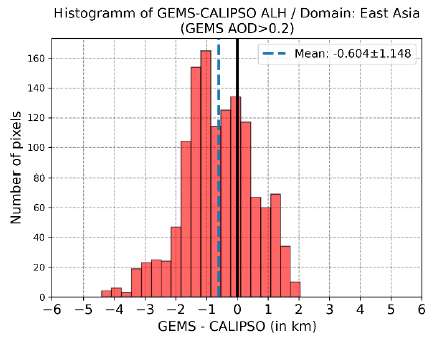 Histogramm of GEMS-CALIPSO ALH / Domain: East Asia
(GEMS AOD>0.2)
Mean: -0.604±1.148
Number of pixels
160
140
120
100
80
60
40
20
0
−6 −5 −4 −3 −2 −1 0 1 2 3 4 5 6
GEMS - CALIPSO (in km)